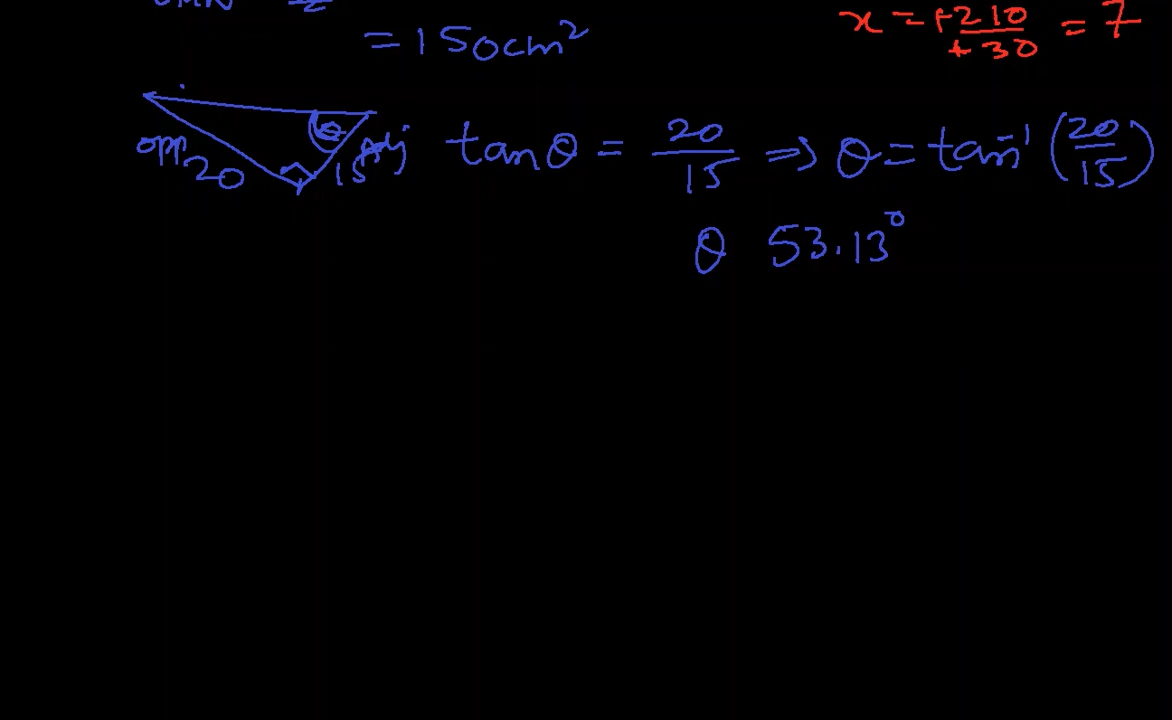 x = +210/+30 = 7
= 150cm²
opp 20 θ 15 Adj tanθ = 20/15 ⇒ θ = tan⁻¹(20/15)
θ 53.13°